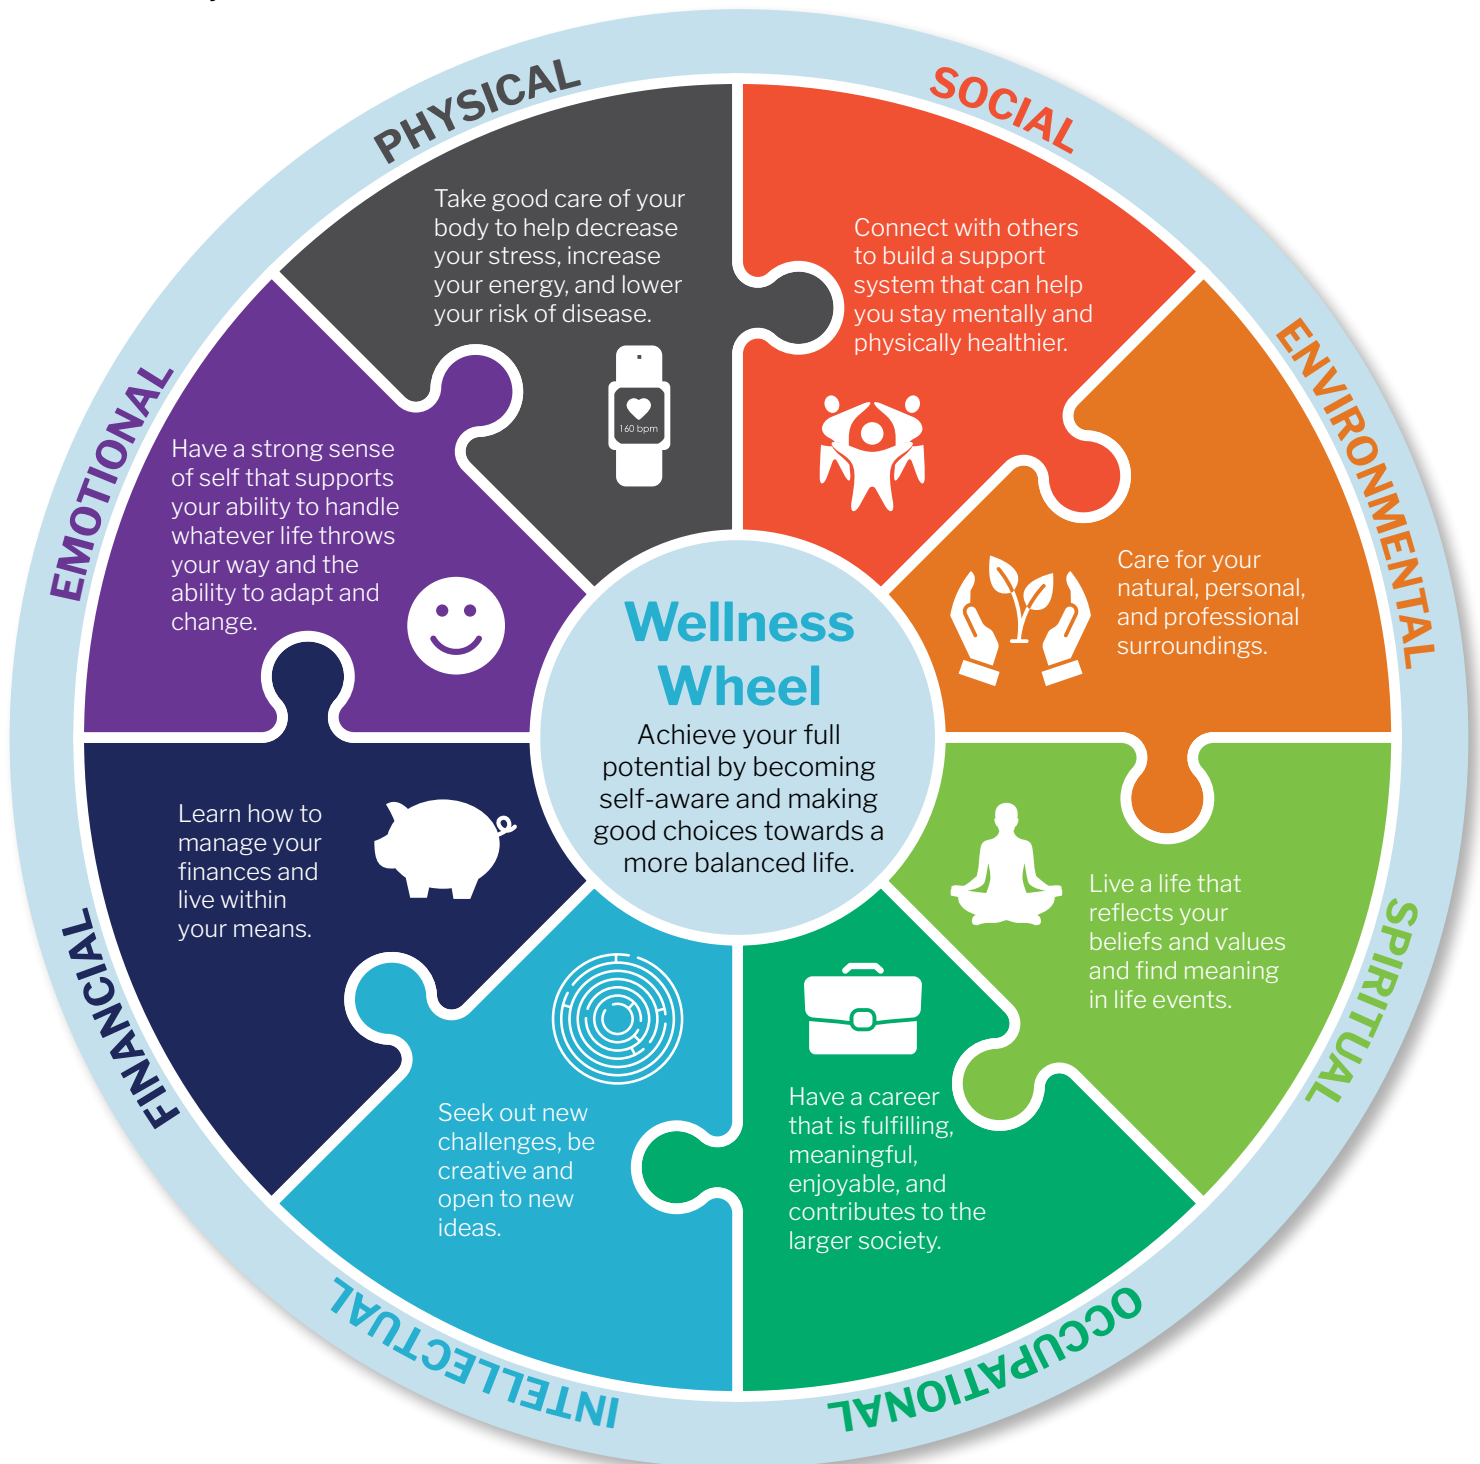 PHYSICAL
Take good care of your
body to help decrease
your stress, increase
your energy, and lower
your risk of disease.
160 bpm
SOCIAL
Connect with others
to build a support
system that can help
you stay mentally and
physically healthier.
ENVIRONMENTAL
Care for your
natural, personal,
and professional
surroundings.
SPIRITUAL
Live a life that
reflects your
beliefs and values
and find meaning
in life events.
OCCUPATIONAL
Have a career
that is fulfilling,
meaningful,
enjoyable, and
contributes to the
larger society.
INTELLECTUAL
Seek out new
challenges, be
creative and
open to new
ideas.
FINANCIAL
Learn how to
manage your
finances and
live within
your means.
EMOTIONAL
Have a strong sense
of self that supports
your ability to handle
whatever life throws
your way and the
ability to adapt and
change.
Wellness
Wheel
Achieve your full
potential by becoming
self-aware and making
good choices towards a
more balanced life.